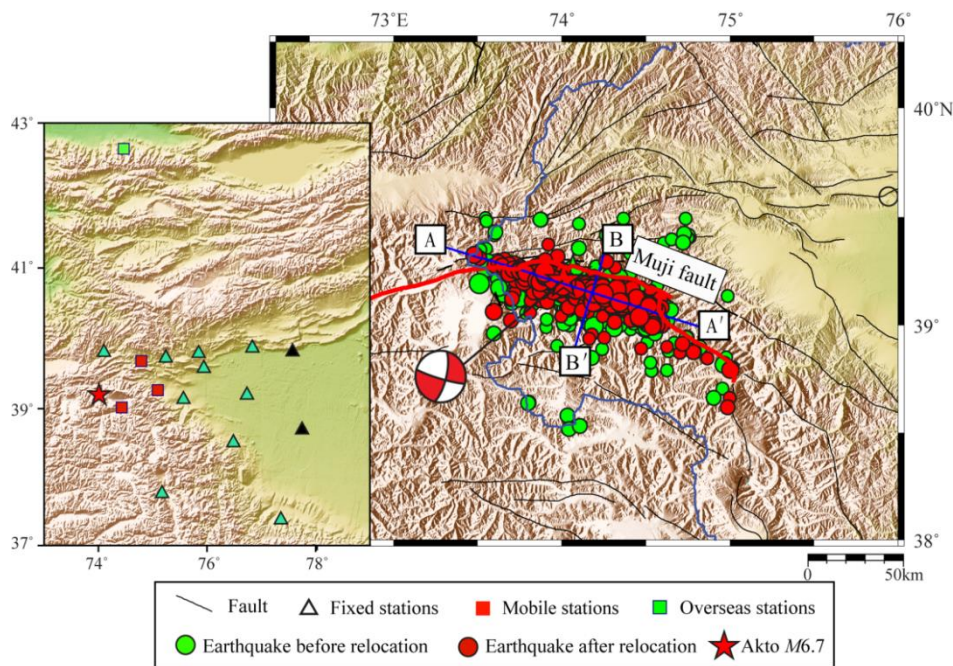 73°E 74° 75° 76°
40°N
39°
38°
43°
41°
39°
37°
74° 76° 78°
A
B
Muji fault
A′
B′
0 50km
Fault Fixed stations Mobile stations Overseas stations
Earthquake before relocation Earthquake after relocation Akto M6.7